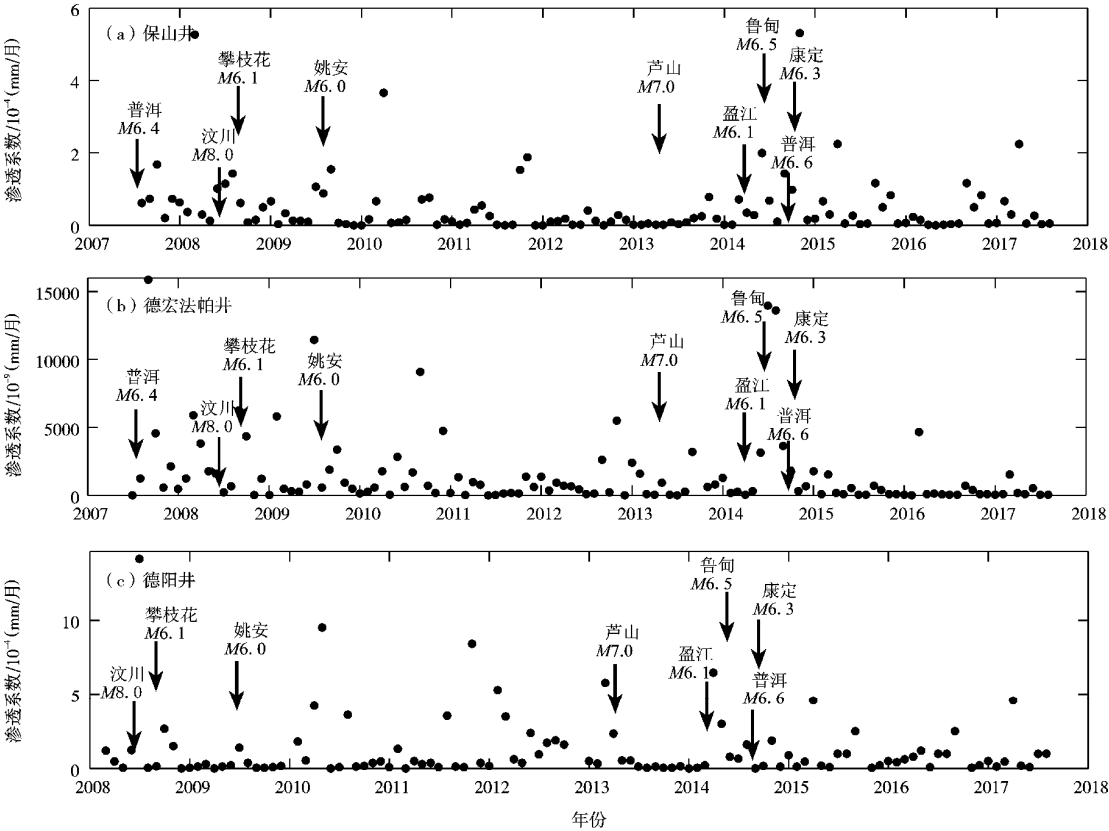 6
(a) 保山井
鲁甸
M6.5
康定
M6.3
攀枝花
M6.1
姚安
M6.0
芦山
M7.0
4
普洱
M6.4
汶川
M8.0
盈江
M6.1
普洱
M6.6
2
0
渗透系数/10⁻⁴(mm/月)
2007 2008 2009 2010 2011 2012 2013 2014 2015 2016 2017 2018
15000
(b) 德宏法帕井
鲁甸
M6.5
康定
M6.3
攀枝花
M6.1
姚安
M6.0
芦山
M7.0
10000
普洱
M6.4
汶川
M8.0
盈江
M6.1
普洱
M6.6
5000
0
渗透系数/10⁻⁹(mm/月)
2007 2008 2009 2010 2011 2012 2013 2014 2015 2016 2017 2018
(c) 德阳井
鲁甸
M6.5
康定
M6.3
攀枝花
M6.1
姚安
M6.0
芦山
M7.0
10
汶川
M8.0
盈江
M6.1
普洱
M6.6
5
0
渗透系数/10⁻⁴(mm/月)
2008 2009 2010 2011 2012 2013 2014 2015 2016 2017 2018
年份